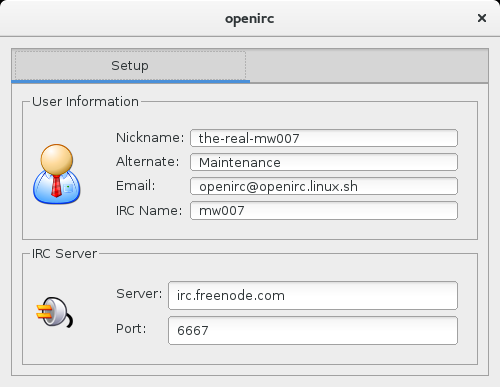 openirc
Setup
User Information
Nickname: the-real-mw007
Alternate: Maintenance
Email: openirc@openirc.linux.sh
IRC Name: mw007
IRC Server
Server: irc.freenode.com
Port: 6667